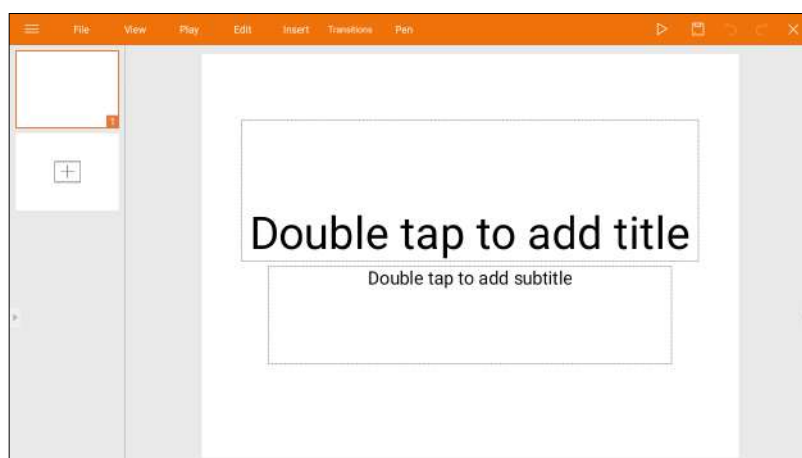 File View Play Edit Insert Transitions Pen
1
Double tap to add title
Double tap to add subtitle